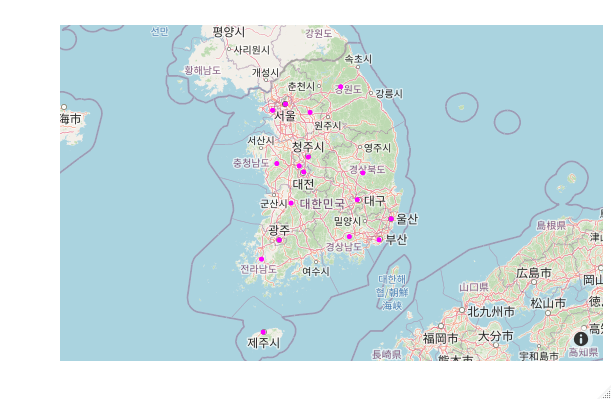 선만
평양시
강원도
사리원시
속초시
황해남도
개성시
춘천시
강원도
강릉시
海市
서울
원주시
서산시
청주시
영주시
충청남도
경상북도
대전
군산시
대한민국
대구
밀양시
울산
광주
경상남도
부산
島根県
전라남도
여수시
広島市
岡山
대한해
협/朝鮮
海峡
山口県
松山市
徳
北九州市
제주시
福岡市
大分市
高知
長崎県
熊本市
宇和島市
高知県